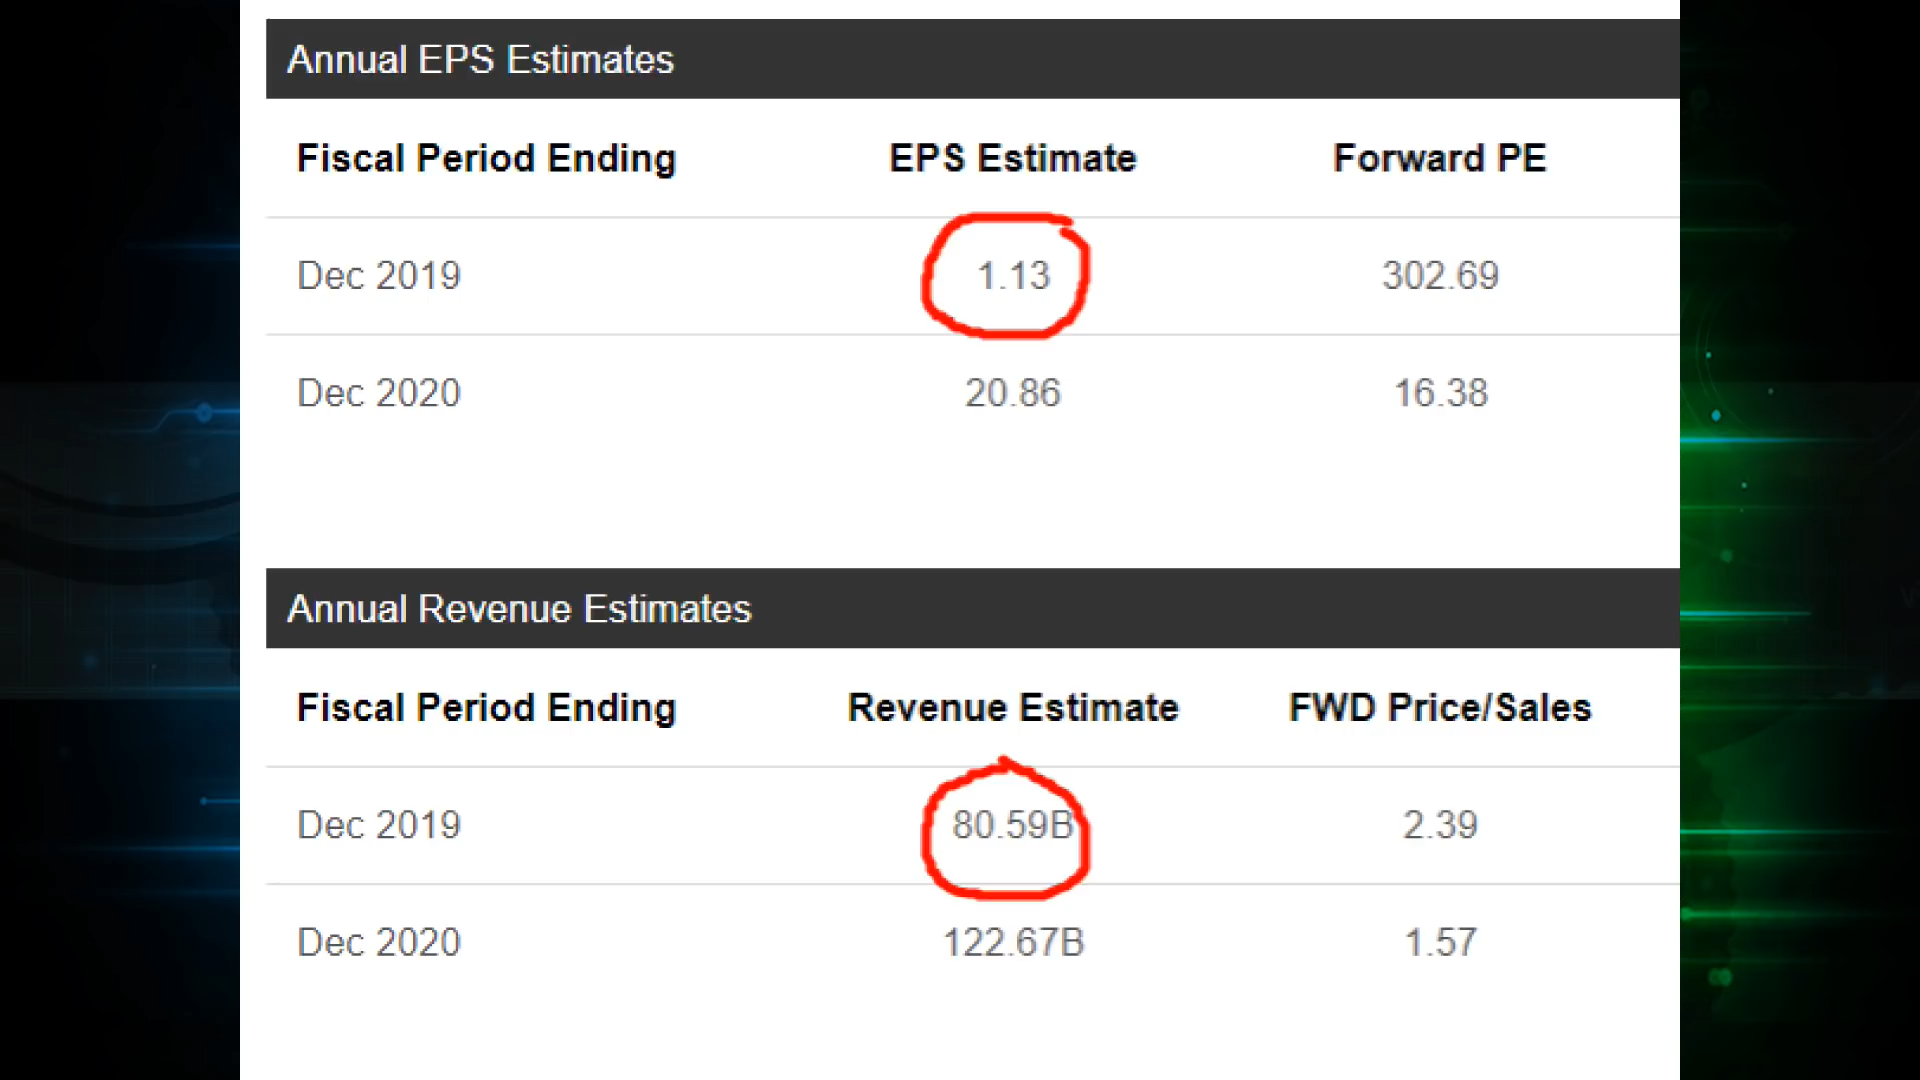 Annual EPS Estimates
Fiscal Period Ending EPS Estimate Forward PE
Dec 2019 1.13 302.69
Dec 2020 20.86 16.38
Annual Revenue Estimates
Fiscal Period Ending Revenue Estimate FWD Price/Sales
Dec 2019 80.59B 2.39
Dec 2020 122.67B 1.57